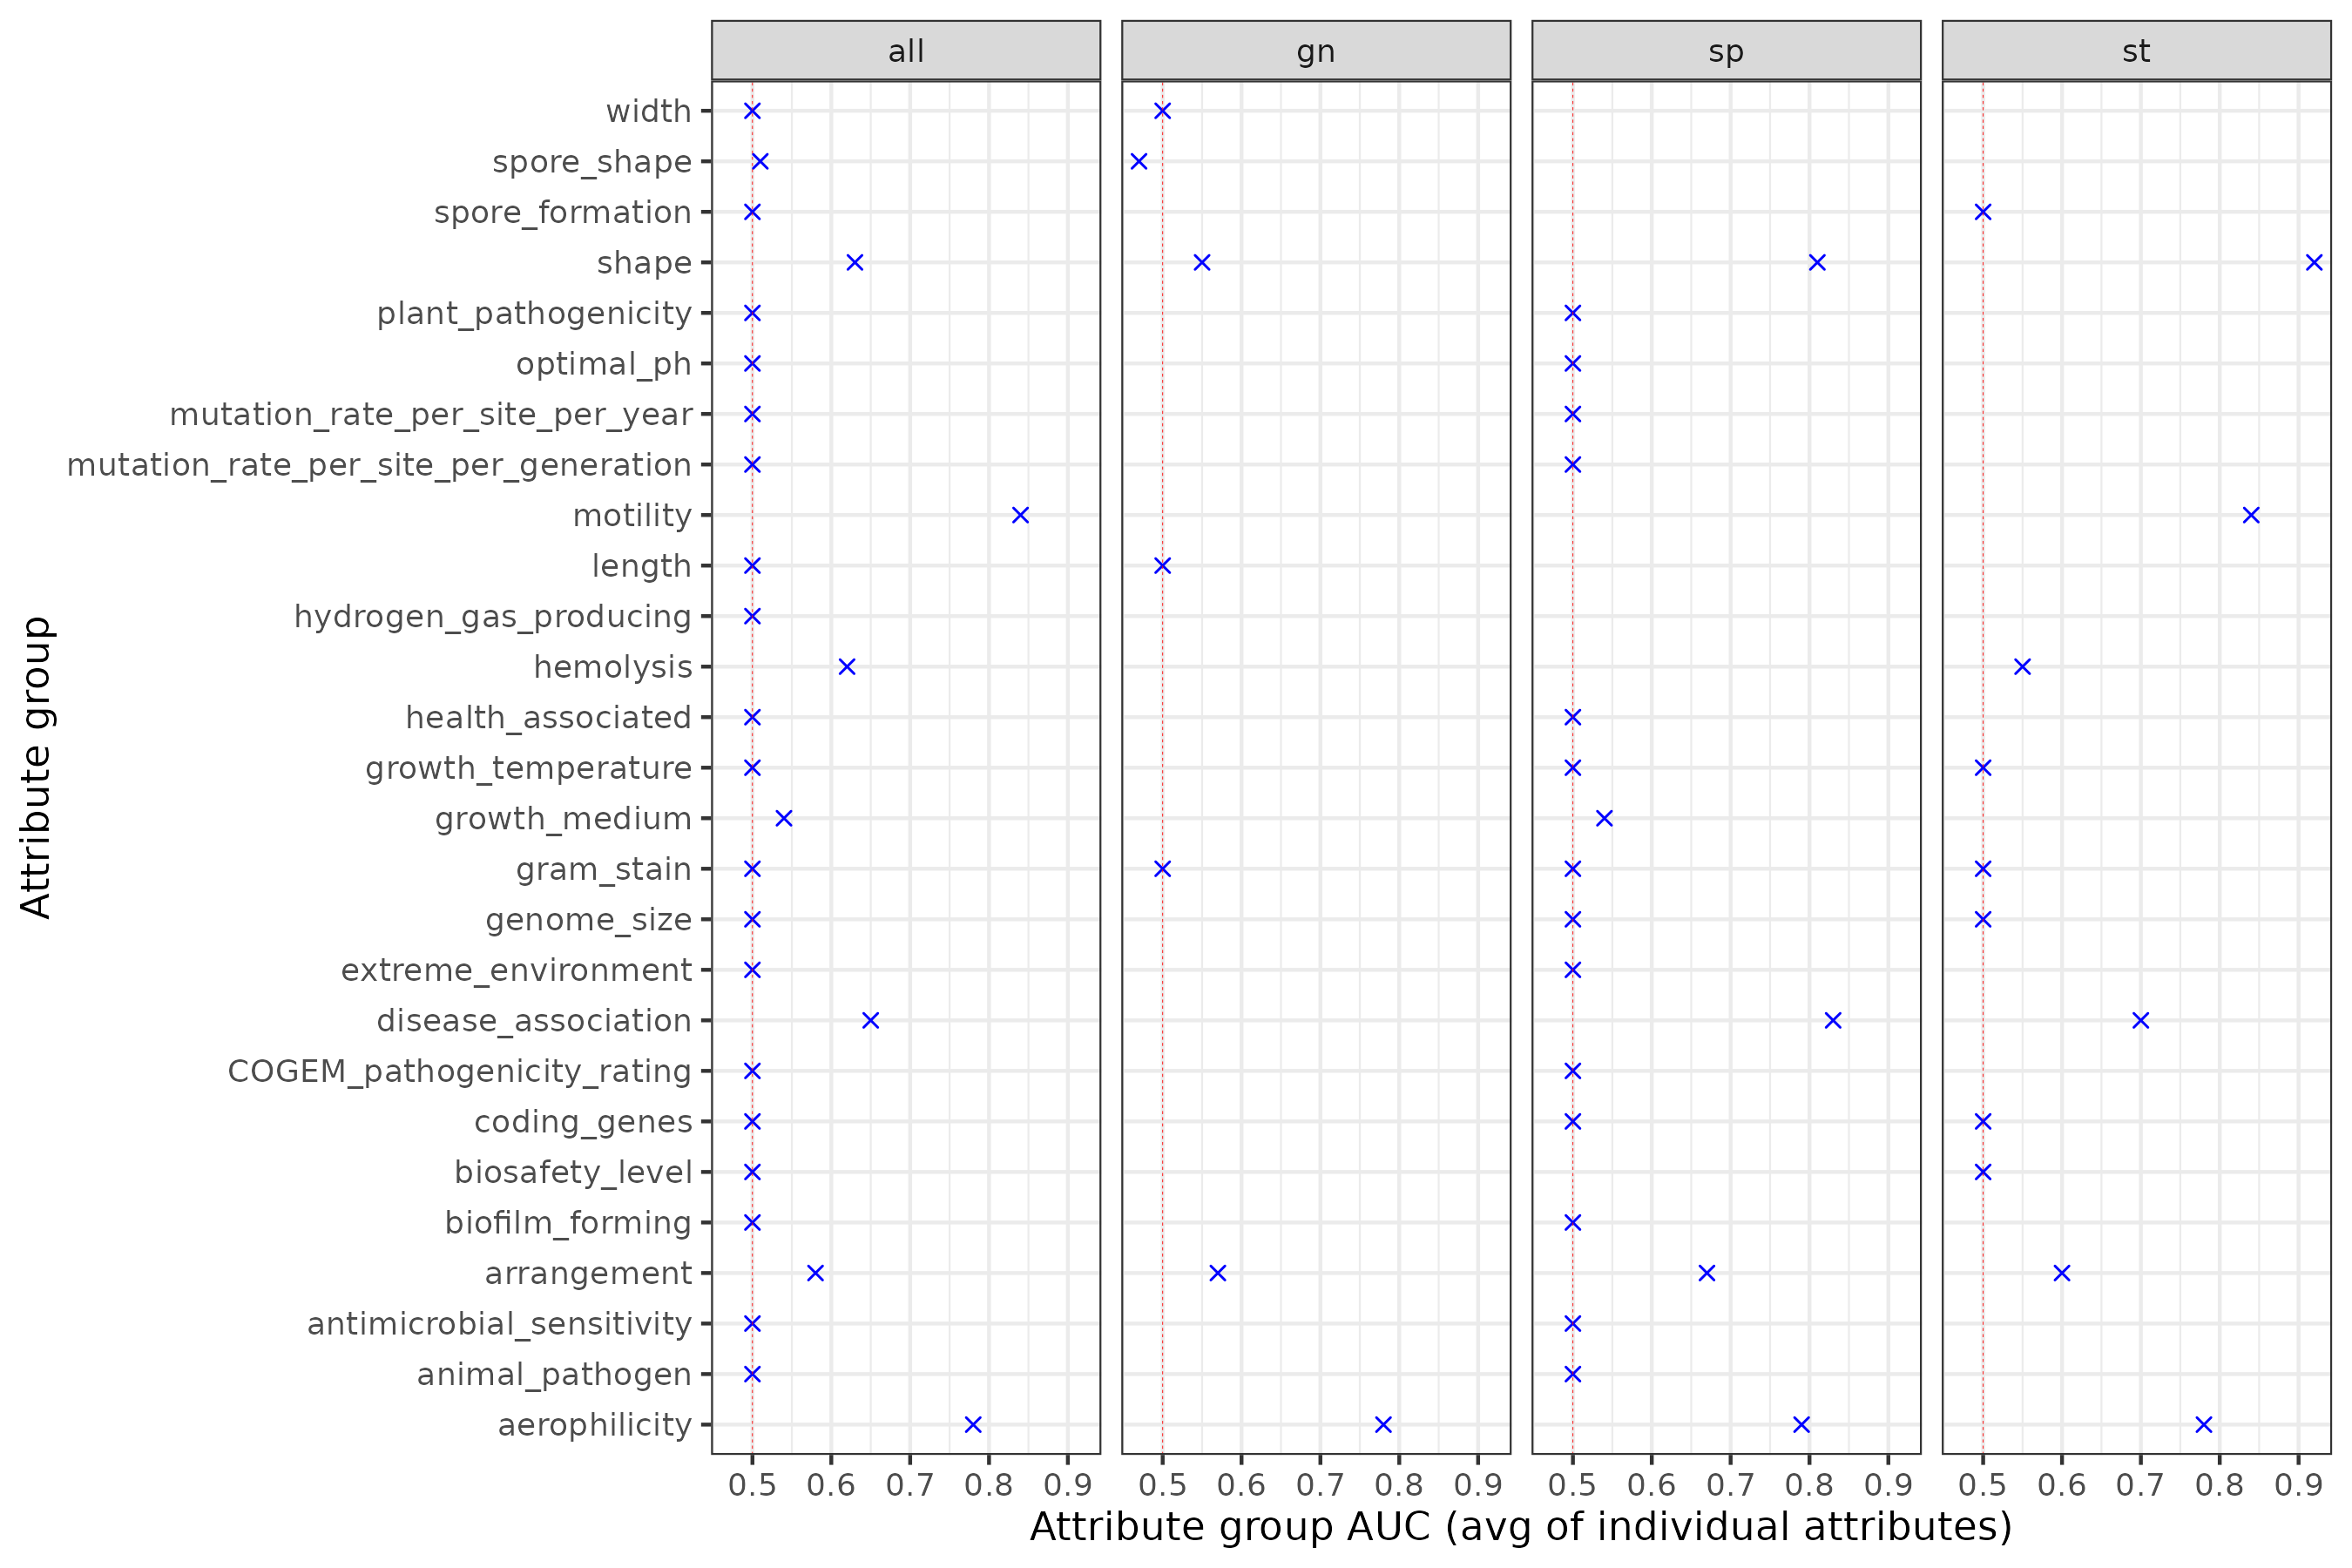 all gn sp st
width
spore_shape
spore_formation
shape
plant_pathogenicity
optimal_ph
mutation_rate_per_site_per_year
mutation_rate_per_site_per_generation
motility
length
hydrogen_gas_producing
hemolysis
health_associated
growth_temperature
growth_medium
gram_stain
genome_size
extreme_environment
disease_association
COGEM_pathogenicity_rating
coding_genes
biosafety_level
biofilm_forming
arrangement
antimicrobial_sensitivity
animal_pathogen
aerophilicity
Attribute group
0.5 0.6 0.7 0.8 0.9 0.5 0.6 0.7 0.8 0.9 0.5 0.6 0.7 0.8 0.9 0.5 0.6 0.7 0.8 0.9
Attribute group AUC (avg of individual attributes)